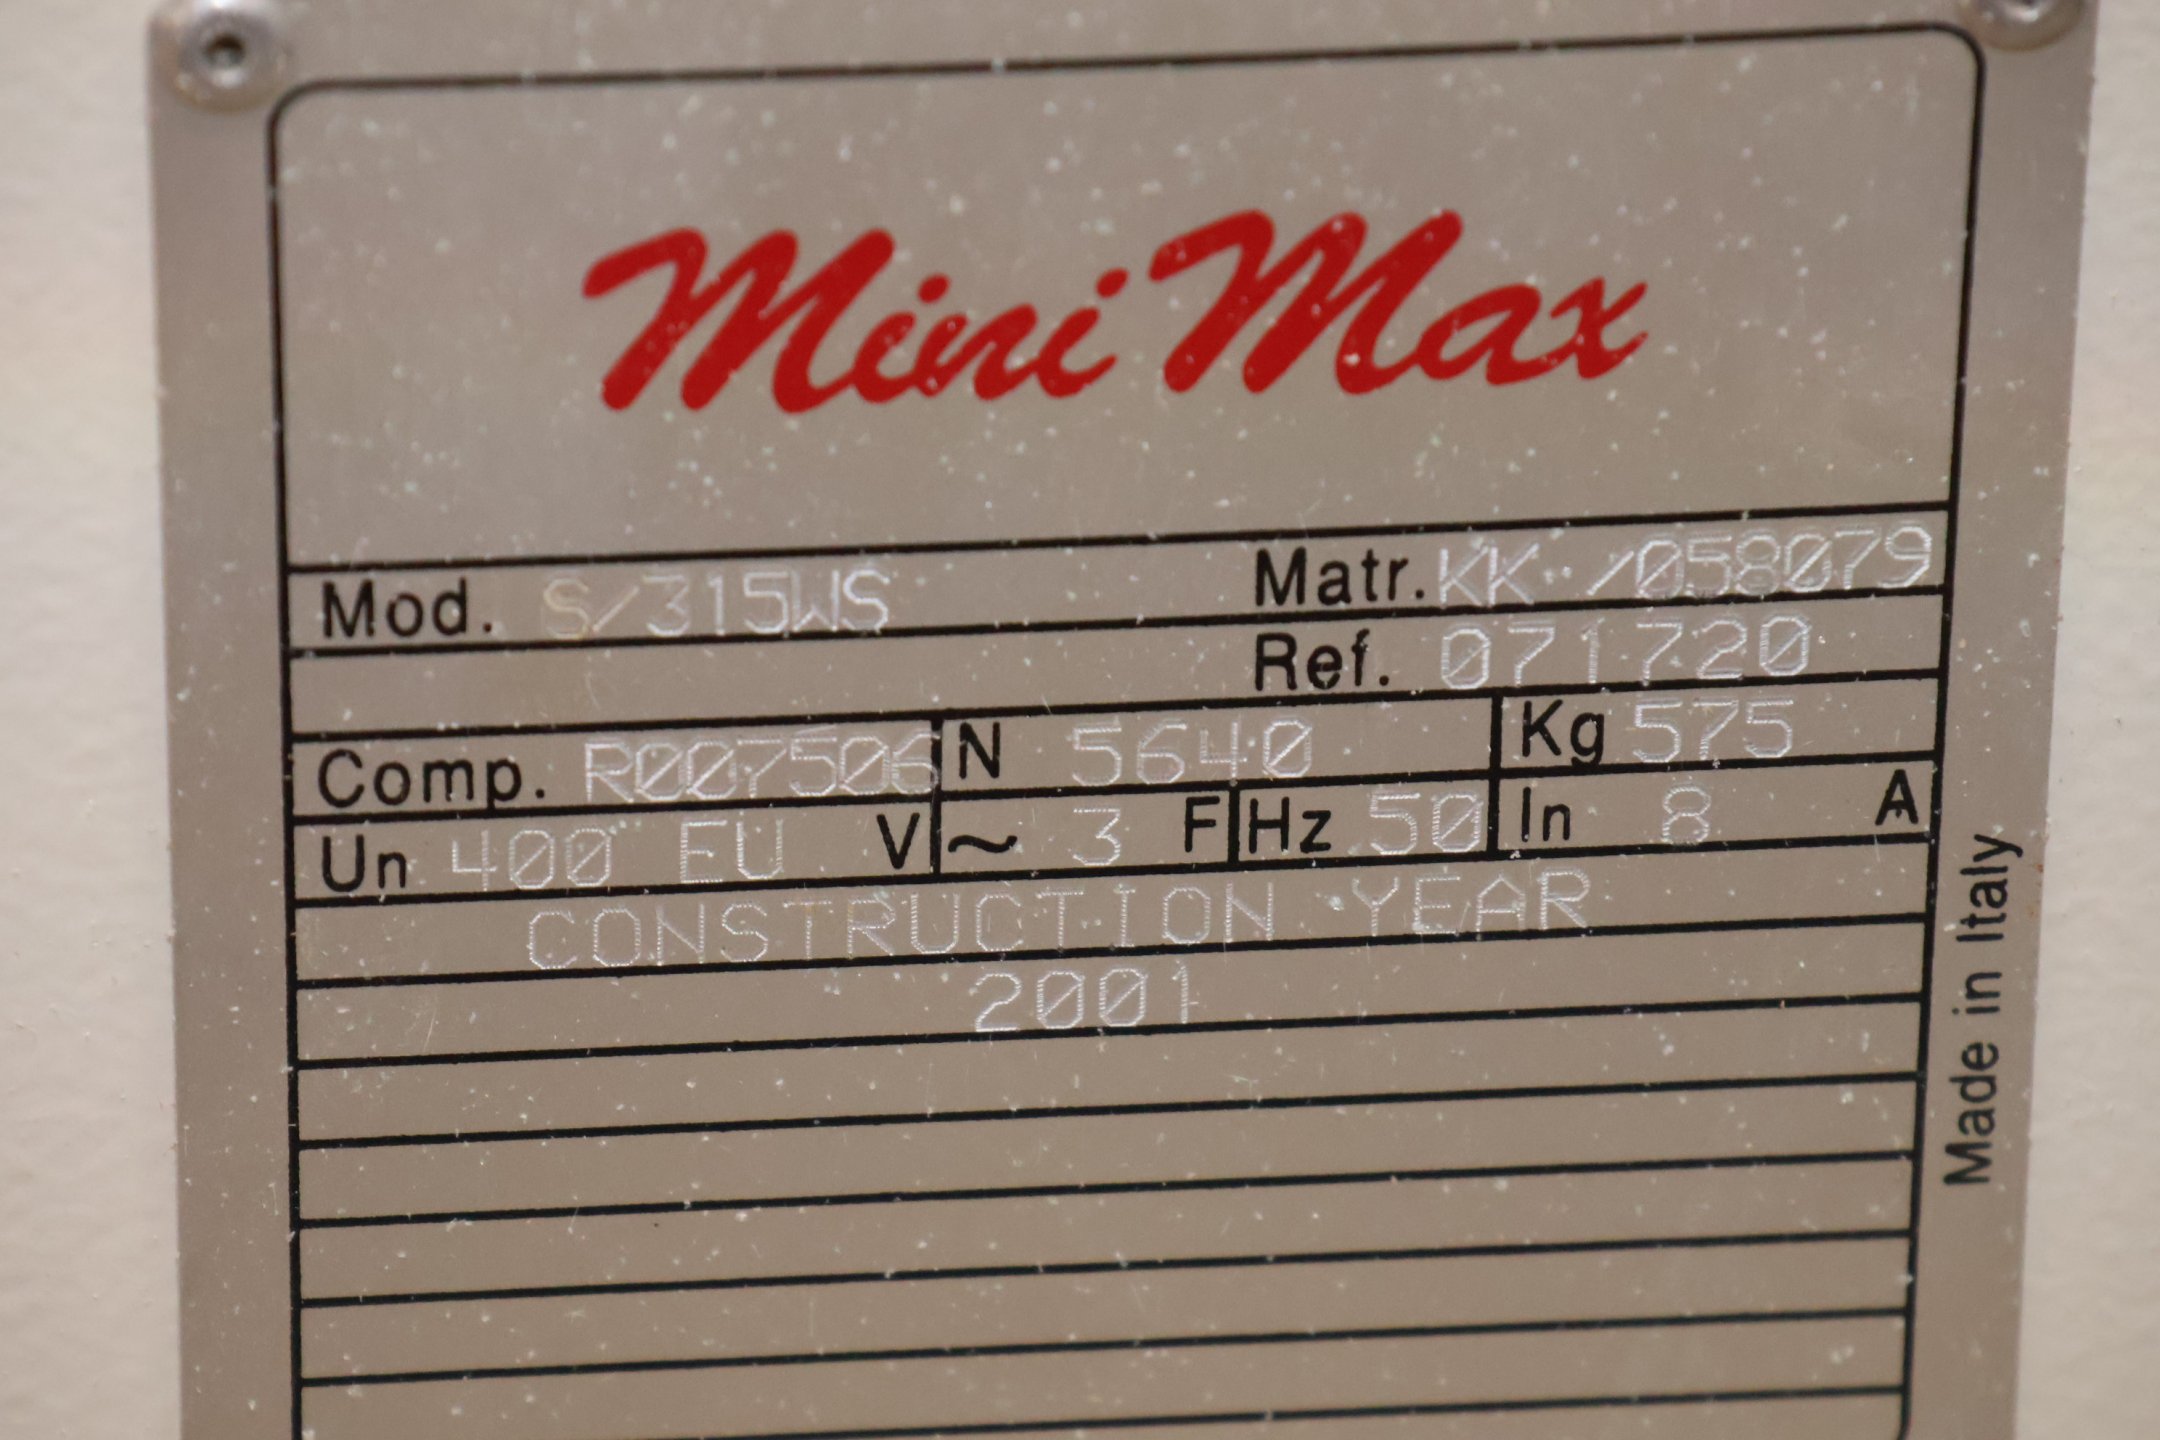 Mini Max
Mod. S/315WS Matr. KK /058079
Ref. 071720
Comp. R007506 N 5640 Kg 575
Un 400 EU V ~ 3 F Hz 50 In 8 A
CONSTRUCTION YEAR
2001
Made in Italy